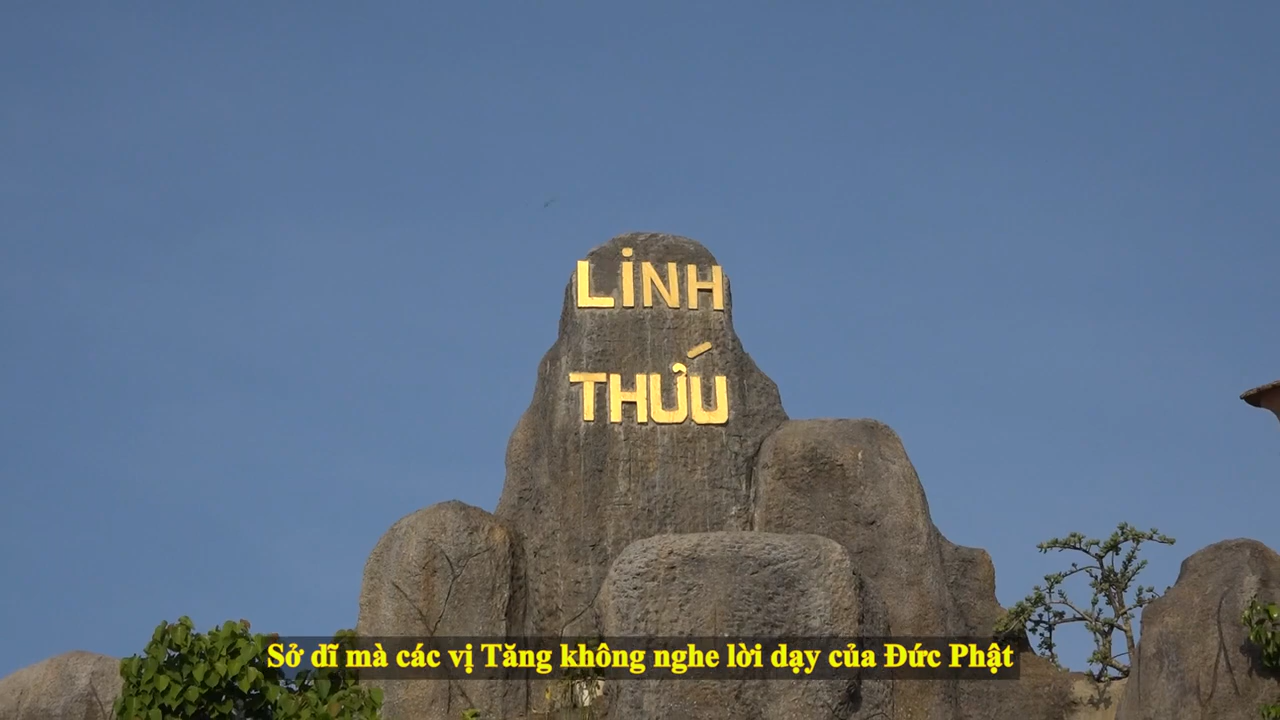 LINH
THỨU
Sở dĩ mà các vị Tăng không nghe lời dạy của Đức Phật